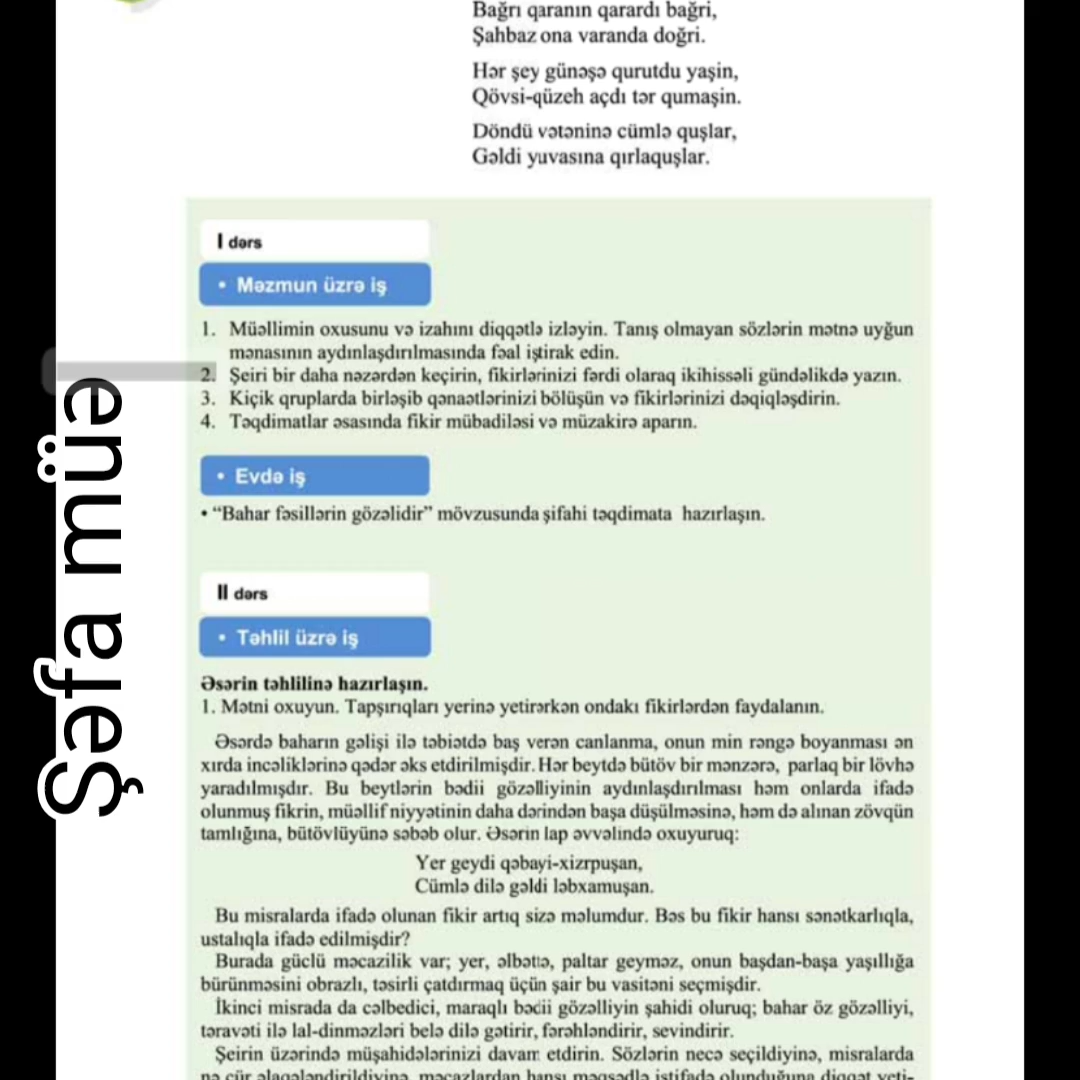 Bağrı qaranın qarardı bağri,
Şahbaz ona varanda doğri.
Hər şey günəşə qurutdu yaşin,
Qövsi-qüzeh açdı tər qumaşin.
Döndü vətəninə cümlə quşlar,
Gəldi yuvasına qırlaquşlar.
I dərs
• Məzmun üzrə iş
1. Müəllimin oxusunu və izahını diqqətlə izləyin. Tanış olmayan sözlərin mətnə uyğun
mənasının aydınlaşdırılmasında fəal iştirak edin.
2. Şeiri bir daha nəzərdən keçirin, fikirlərinizi fərdi olaraq ikihissəli gündəlikdə yazın.
3. Kiçik qruplarda birləşib qənaətlərinizi bölüşün və fikirlərinizi dəqiqləşdirin.
4. Təqdimatlar əsasında fikir mübadiləsi və müzakirə aparın.
• Evdə iş
• “Bahar fəsillərin gözəlidir” mövzusunda şifahi təqdimata hazırlaşın.
II dərs
• Təhlil üzrə iş
Əsərin təhlilinə hazırlaşın.
1. Mətni oxuyun. Tapşırıqları yerinə yetirərkən ondakı fikirlərdən faydalanın.
Əsərdə baharın gəlişi ilə təbiətdə baş verən canlanma, onun min rəngə boyanması ən
xırda incəliklərinə qədər əks etdirilmişdir. Hər beytdə bütöv bir mənzərə, parlaq bir lövhə
yaradılmışdır. Bu beytlərin bədii gözəlliyinin aydınlaşdırılması həm onlarda ifadə
olunmuş fikrin, müəllif niyyətinin daha dərindən başa düşülməsinə, həm də alınan zövqün
tamlığına, bütövlüyünə səbəb olur. Əsərin lap əvvəlində oxuyuruq:
Yer geydi qəbayi-xizrpuşan,
Cümlə dilə gəldi ləbxamuşan.
Bu misralarda ifadə olunan fikir artıq sizə məlumdur. Bəs bu fikir hansı sənətkarlıqla,
ustalıqla ifadə edilmişdir?
Burada güclü məcazilik var; yer, əlbəttə, paltar geyməz, onun başdan-başa yaşıllığa
bürünməsini obrazlı, təsirli çatdırmaq üçün şair bu vasitəni seçmişdir.
İkinci misrada da cəlbedici, maraqlı bədii gözəlliyin şahidi oluruq; bahar öz gözəlliyi,
təravəti ilə lal-dinməzləri belə dilə gətirir, fərəhləndirir, sevindirir.
Şeirin üzərində müşahidələrinizi davam etdirin. Sözlərin necə seçildiyinə, misralarda
nə cür əlaqələndirildiyinə, məcazlardan hansı məqsədlə istifadə olunduğuna diqqət yeti-
Şəfa müə